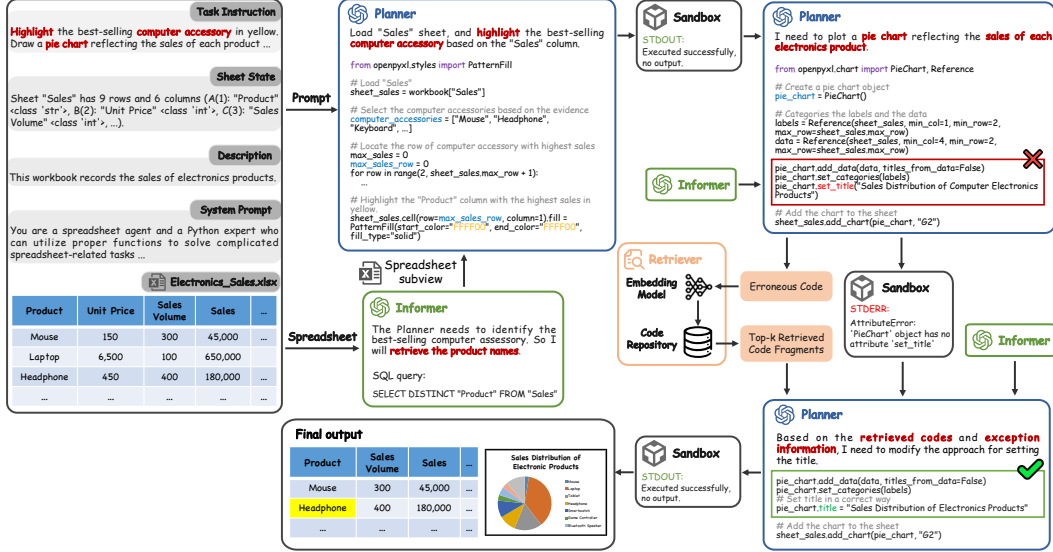 Task Instruction
Highlight the best-selling computer accessory in yellow.
Draw a pie chart reflecting the sales of each product ...
Sheet State
Sheet "Sales" has 9 rows and 6 columns (A(1): "Product"
<class 'str'>, B(2): "Unit Price" <class 'int'>, C(3): "Sales
Volume" <class 'int'>, ...).
Description
This workbook records the sales of electronics products.
System Prompt
You are a spreadsheet agent and a Python expert who
can utilize proper functions to solve complicated
spreadsheet-related tasks ...
Electronics_Sales.xlsx
Product Unit Price Sales Volume Sales ...
Mouse 150 300 45,000 ...
Laptop 6,500 100 650,000 ...
Headphone 450 400 180,000 ...
... ... ... ... ...
Prompt
Spreadsheet
Planner
Load "Sales" sheet, and highlight the best-selling
computer accessory based on the "Sales" column.
from openpyxl.styles import PatternFill
# Load "Sales"
sheet_sales = workbook["Sales"]
# Select the computer accessories based on the evidence
computer_accessories = ["Mouse", "Headphone",
"Keyboard", ...]
# Locate the row of computer accessory with highest sales
max_sales = 0
max_sales_row = 0
for row in range(2, sheet_sales.max_row + 1):
...
# Highlight the "Product" column with the highest sales in
yellow.
sheet_sales.cell(row=max_sales_row, column=1).fill =
PatternFill(start_color="FFFF00", end_color="FFFF00",
fill_type="solid")
Spreadsheet
subview
Informer
The Planner needs to identify the
best-selling computer assessory. So I
will retrieve the product names.
SQL query:
SELECT DISTINCT "Product" FROM "Sales"
Sandbox
STDOUT:
Executed successfully,
no output.
Informer
Planner
I need to plot a pie chart reflecting the sales of each
electronics product.
from openpyxl.chart import PieChart, Reference
# Create a pie chart object
pie_chart = PieChart()
# Categories the labels and the data
labels = Reference(sheet_sales, min_col=1, min_row=2,
max_row=sheet_sales.max_row)
data = Reference(sheet_sales, min_col=4, min_row=2,
max_row=sheet_sales.max_row)
pie_chart.add_data(data, titles_from_data=False)
pie_chart.set_categories(labels)
pie_chart.set_title("Sales Distribution of Computer Electronics
Products")
# Add the chart to the sheet
sheet_sales.add_chart(pie_chart, "G2")
Retriever
Embedding
Model
Code
Repository
Erroneous Code
Top-k Retrieved
Code Fragments
Sandbox
STDERR:
AttributeError:
'PieChart' object has no
attribute 'set_title'
Informer
Planner
Based on the retrieved codes and exception
information, I need to modify the approach for setting
the title.
pie_chart.add_data(data, titles_from_data=False)
pie_chart.set_categories(labels)
# Set title in a correct way
pie_chart.title = "Sales Distribution of Electronics Products"
# Add the chart to the sheet
sheet_sales.add_chart(pie_chart, "G2")
Sandbox
STDOUT:
Executed successfully,
no output.
Final output
Product Sales Volume Sales ...
Mouse 300 45,000 ...
Headphone 400 180,000 ...
... ... ... ...
Sales Distribution of
Electronic Products
Mouse
Laptop
Tablet
Headphone
Smartwatch
Game Controller
Bluetooth Speaker